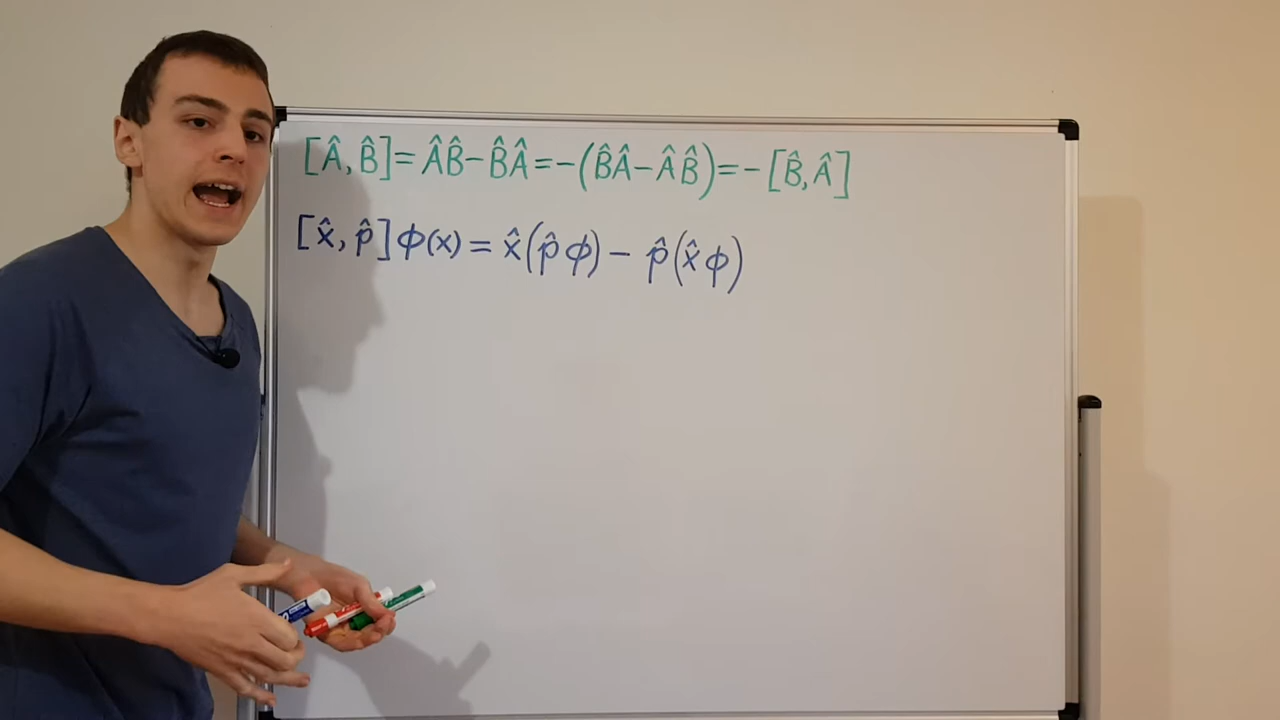 [Â, B̂] = ÂB̂ - B̂Â = -(B̂Â - ÂB̂) = -[B̂, Â]
[x̂, p̂]ϕ(x) = x̂(p̂ϕ) - p̂(x̂ϕ)